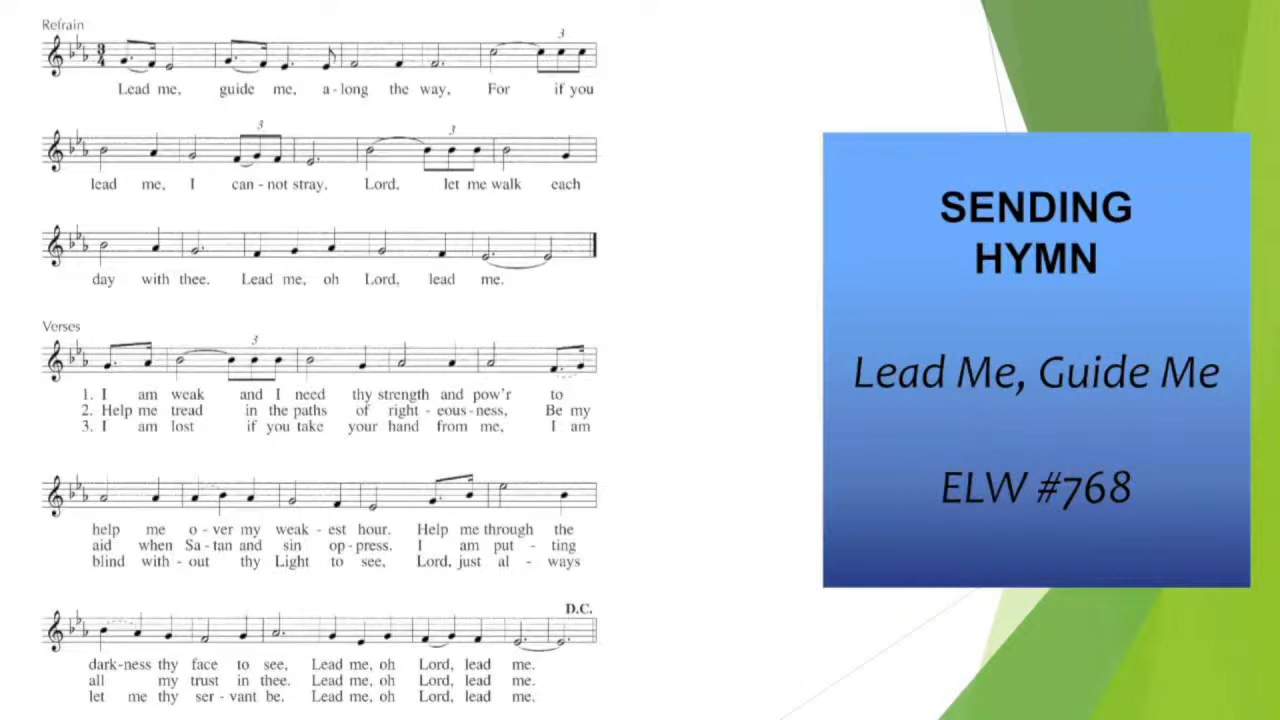 Refrain
3
Lead me, guide me, a-long the way, For if you
3
3
lead me, I can-not stray. Lord, let me walk each
day with thee. Lead me, oh Lord, lead me.
Verses
3
1. I am weak and I need thy strength and pow'r to
2. Help me tread in the paths of right-eous-ness, Be my
3. I am lost if you take your hand from me, I am
help me o-ver my weak-est hour. Help me through the
aid when Sa-tan and sin op-press. I am put-ting
blind with-out thy Light to see, Lord, just al-ways
D.C.
dark-ness thy face to see, Lead me, oh Lord, lead me.
all my trust in thee. Lead me, oh Lord, lead me.
let me thy ser-vant be. Lead me, oh Lord, lead me.
SENDING
HYMN
Lead Me, Guide Me
ELW #768